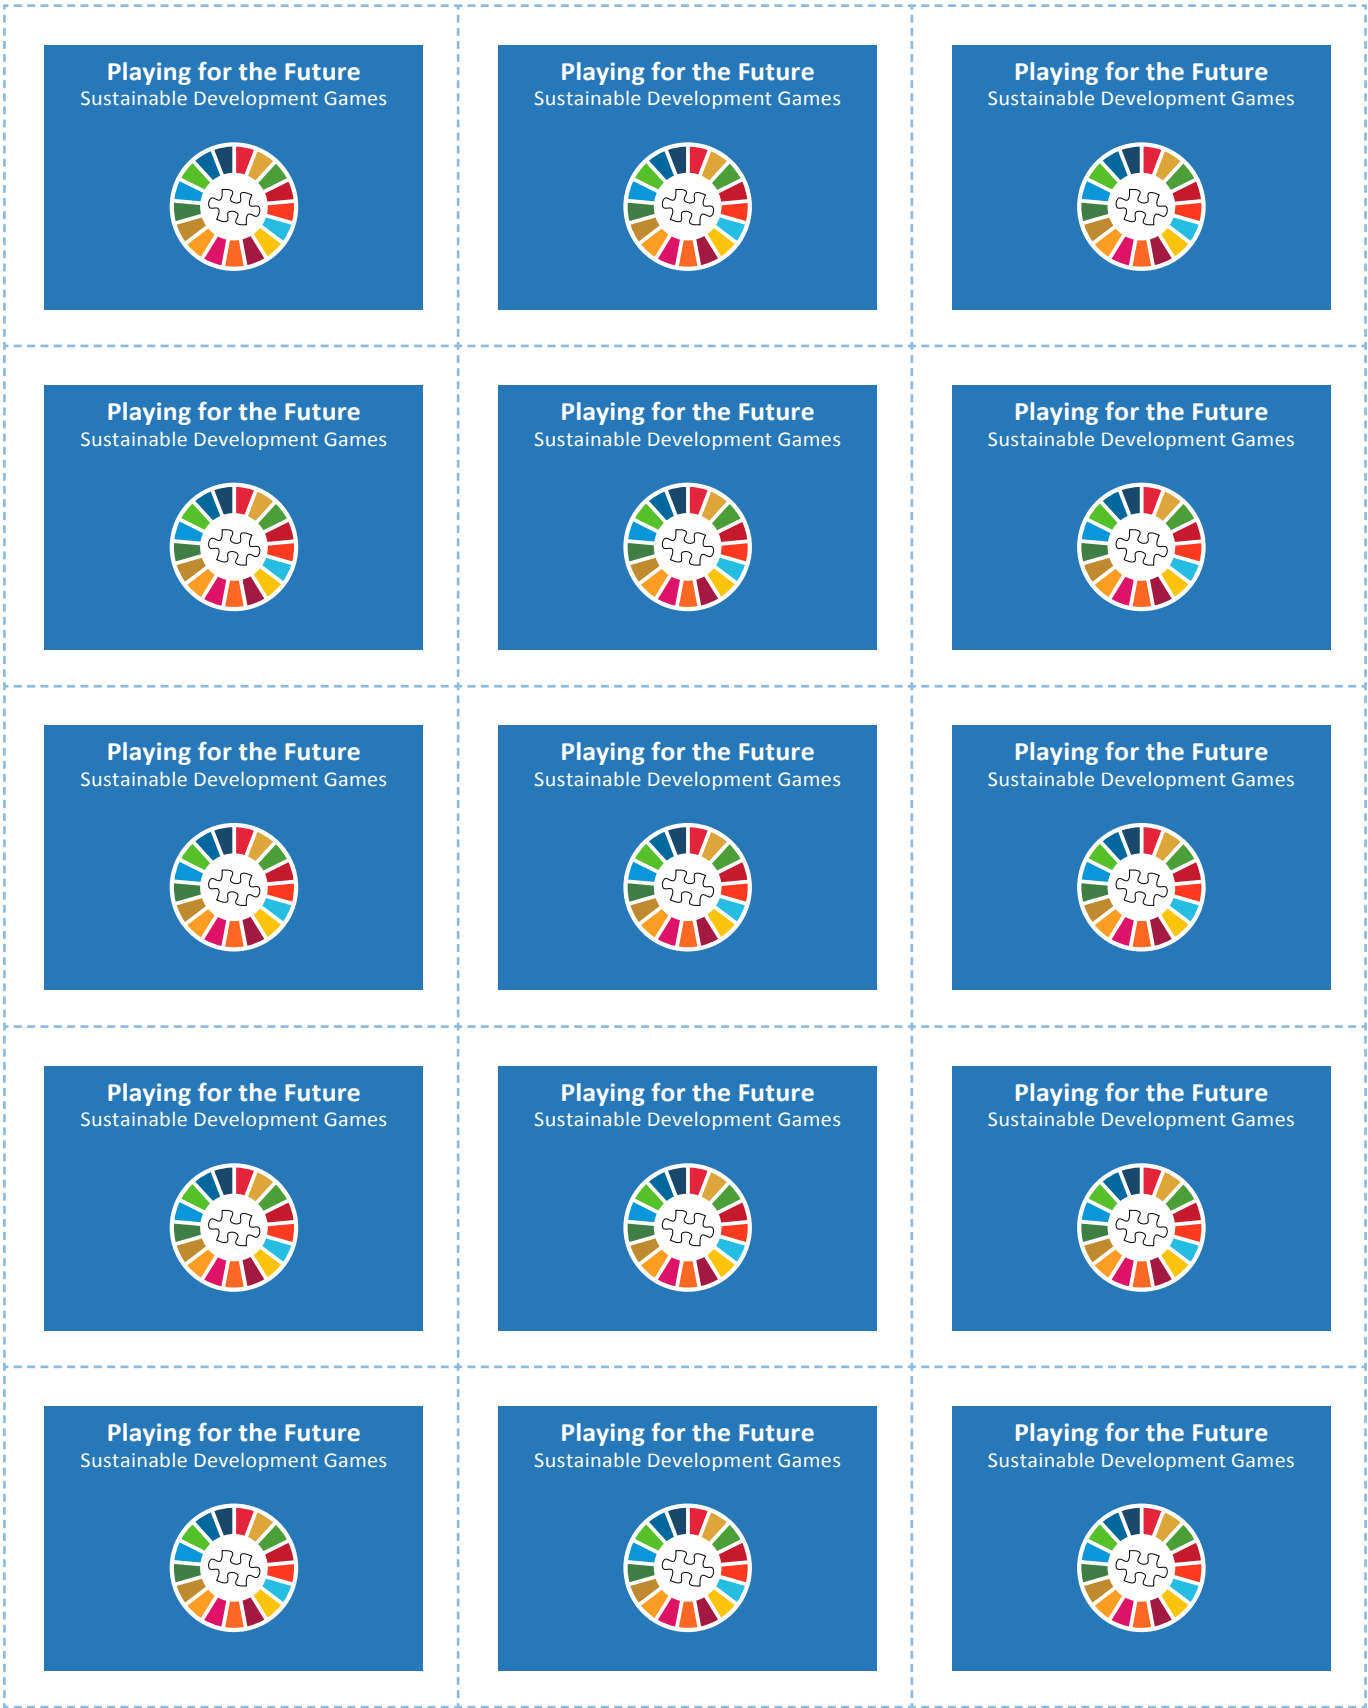 Playing for the Future
Sustainable Development Games
Playing for the Future
Sustainable Development Games
Playing for the Future
Sustainable Development Games
Playing for the Future
Sustainable Development Games
Playing for the Future
Sustainable Development Games
Playing for the Future
Sustainable Development Games
Playing for the Future
Sustainable Development Games
Playing for the Future
Sustainable Development Games
Playing for the Future
Sustainable Development Games
Playing for the Future
Sustainable Development Games
Playing for the Future
Sustainable Development Games
Playing for the Future
Sustainable Development Games
Playing for the Future
Sustainable Development Games
Playing for the Future
Sustainable Development Games
Playing for the Future
Sustainable Development Games